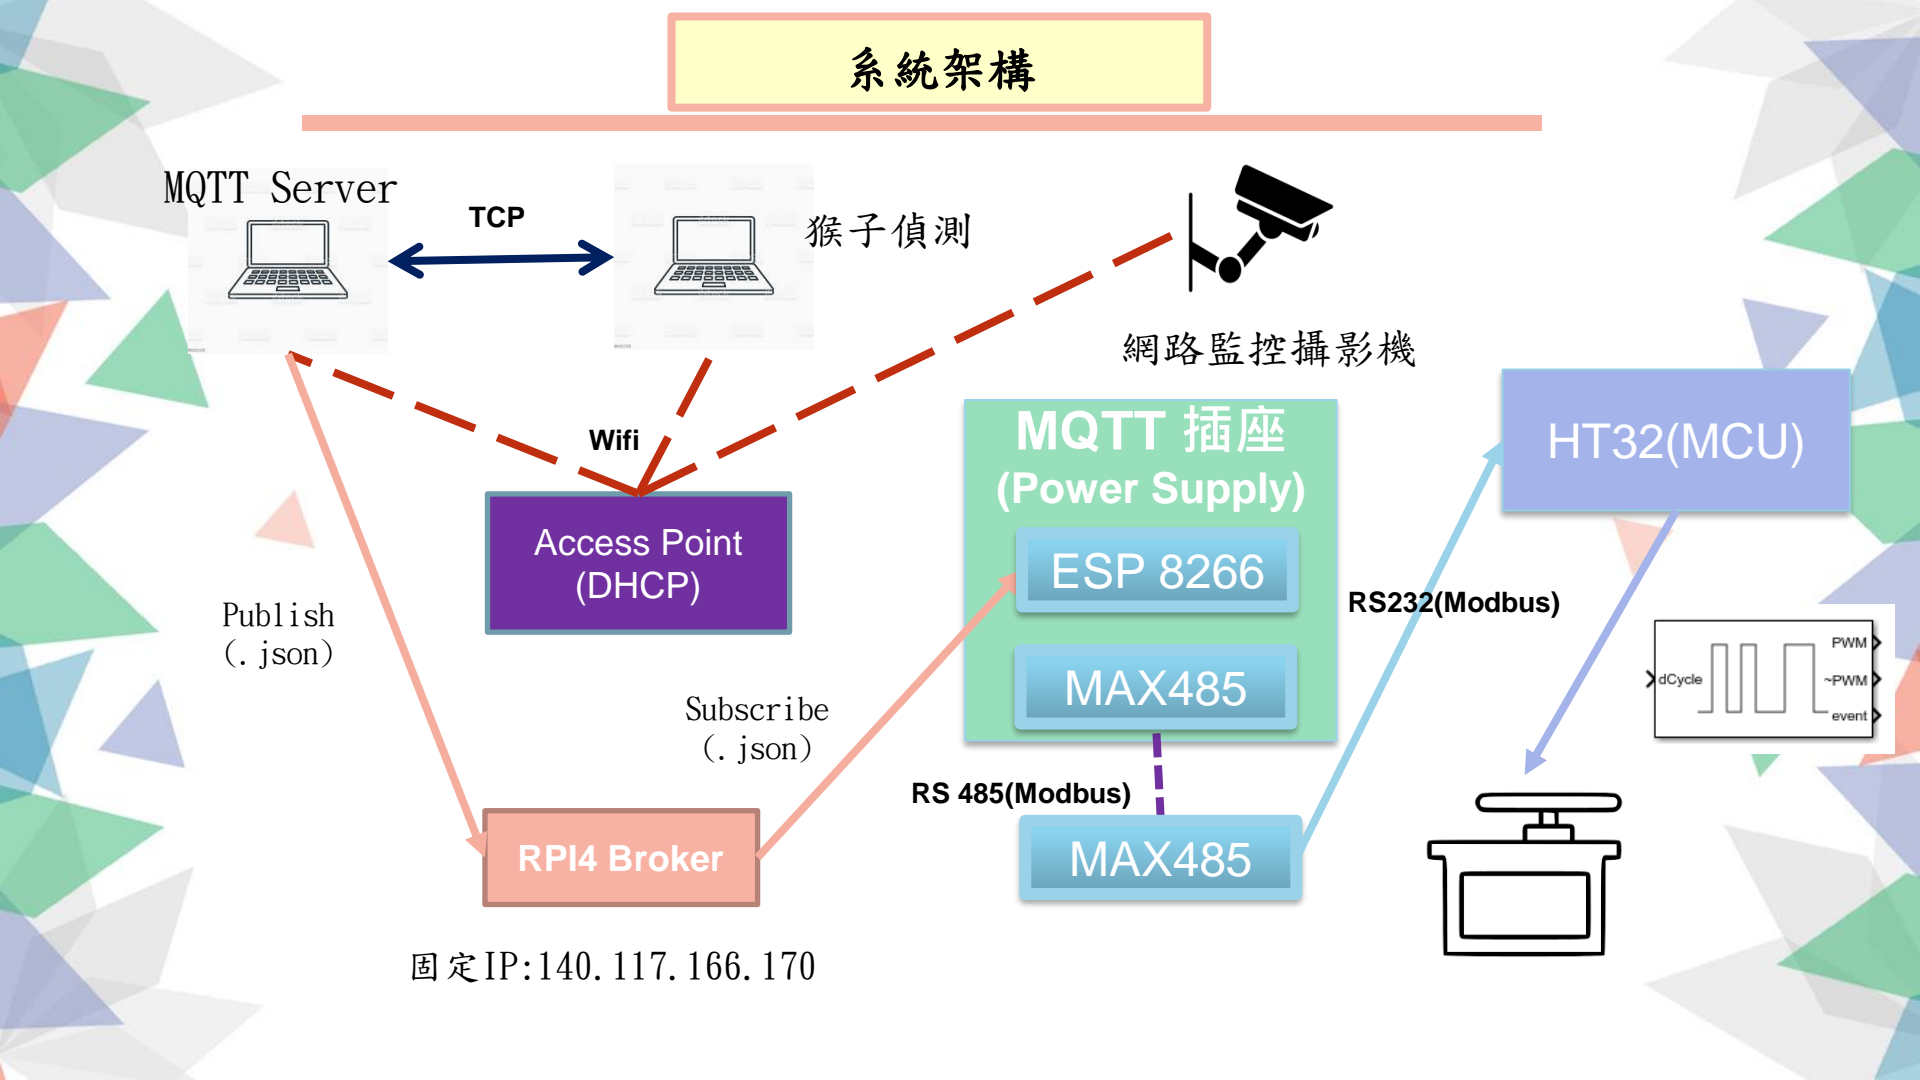 系統架構
MQTT Server
TCP
猴子偵測
網路監控攝影機
Wifi
Access Point
(DHCP)
MQTT 插座
(Power Supply)
ESP 8266
MAX485
HT32(MCU)
RS232(Modbus)
Publish
(.json)
Subscribe
(.json)
RS 485(Modbus)
MAX485
RPI4 Broker
固定IP:140.117.166.170
dCycle
PWM
~PWM
event